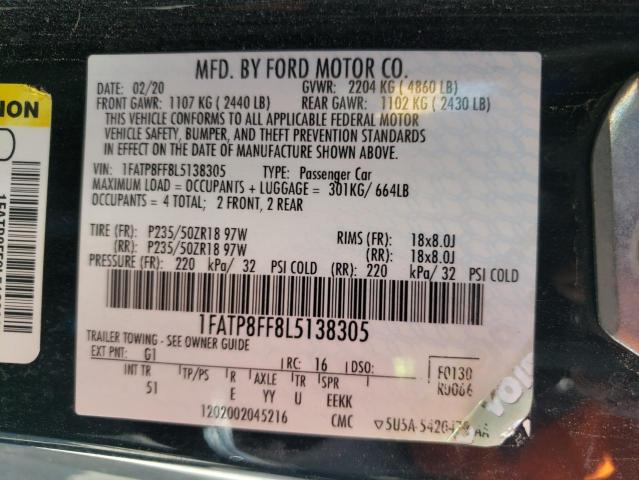 MFD. BY FORD MOTOR CO.
DATE: 02/20 GVWR: 2204 KG ( 4860 LB)
FRONT GAWR: 1107 KG ( 2440 LB) REAR GAWR: 1102 KG ( 2430 LB)
THIS VEHICLE CONFORMS TO ALL APPLICABLE FEDERAL MOTOR
VEHICLE SAFETY, BUMPER, AND THEFT PREVENTION STANDARDS
IN EFFECT ON THE DATE OF MANUFACTURE SHOWN ABOVE.
VIN: 1FATP8FF8L5138305 TYPE: Passenger Car
MAXIMUM LOAD = OCCUPANTS + LUGGAGE = 301KG/ 664LB
OCCUPANTS = 4 TOTAL; 2 FRONT, 2 REAR
TIRE (FR): P235/50ZR18 97W RIMS (FR): 18x8.0J
(RR): P235/50ZR18 97W (RR): 18x8.0J
PRESSURE (FR): 220 kPa/ 32 PSI COLD (RR): 220 kPa/ 32 PSI COLD
1FATP8FF8L5138305
TRAILER TOWING - SEE OWNER GUIDE
EXT PNT: G1 RC: 16 DSO: F0130
INT TR TP/PS R AXLE TR SPR R0066
51 E YY U EEKK
1202002045216 CMC ▽5U5A-5420472-AA
VOID
ION